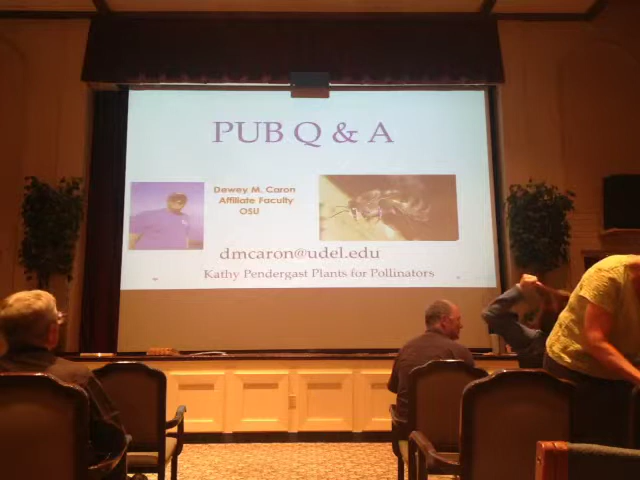 PUB Q & A
Dewey M. Caron
Affiliate Faculty
OSU
dmcaron@udel.edu
Kathy Pendergast Plants for Pollinators